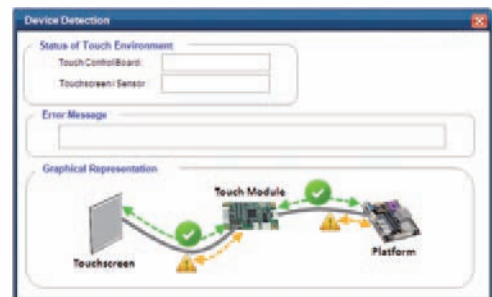 Device Detection
Status of Touch Environment
Touch Control Board:
Touchscreen / Sensor
Error Message
Graphical Representation
Touch Module
Touchscreen
Platform